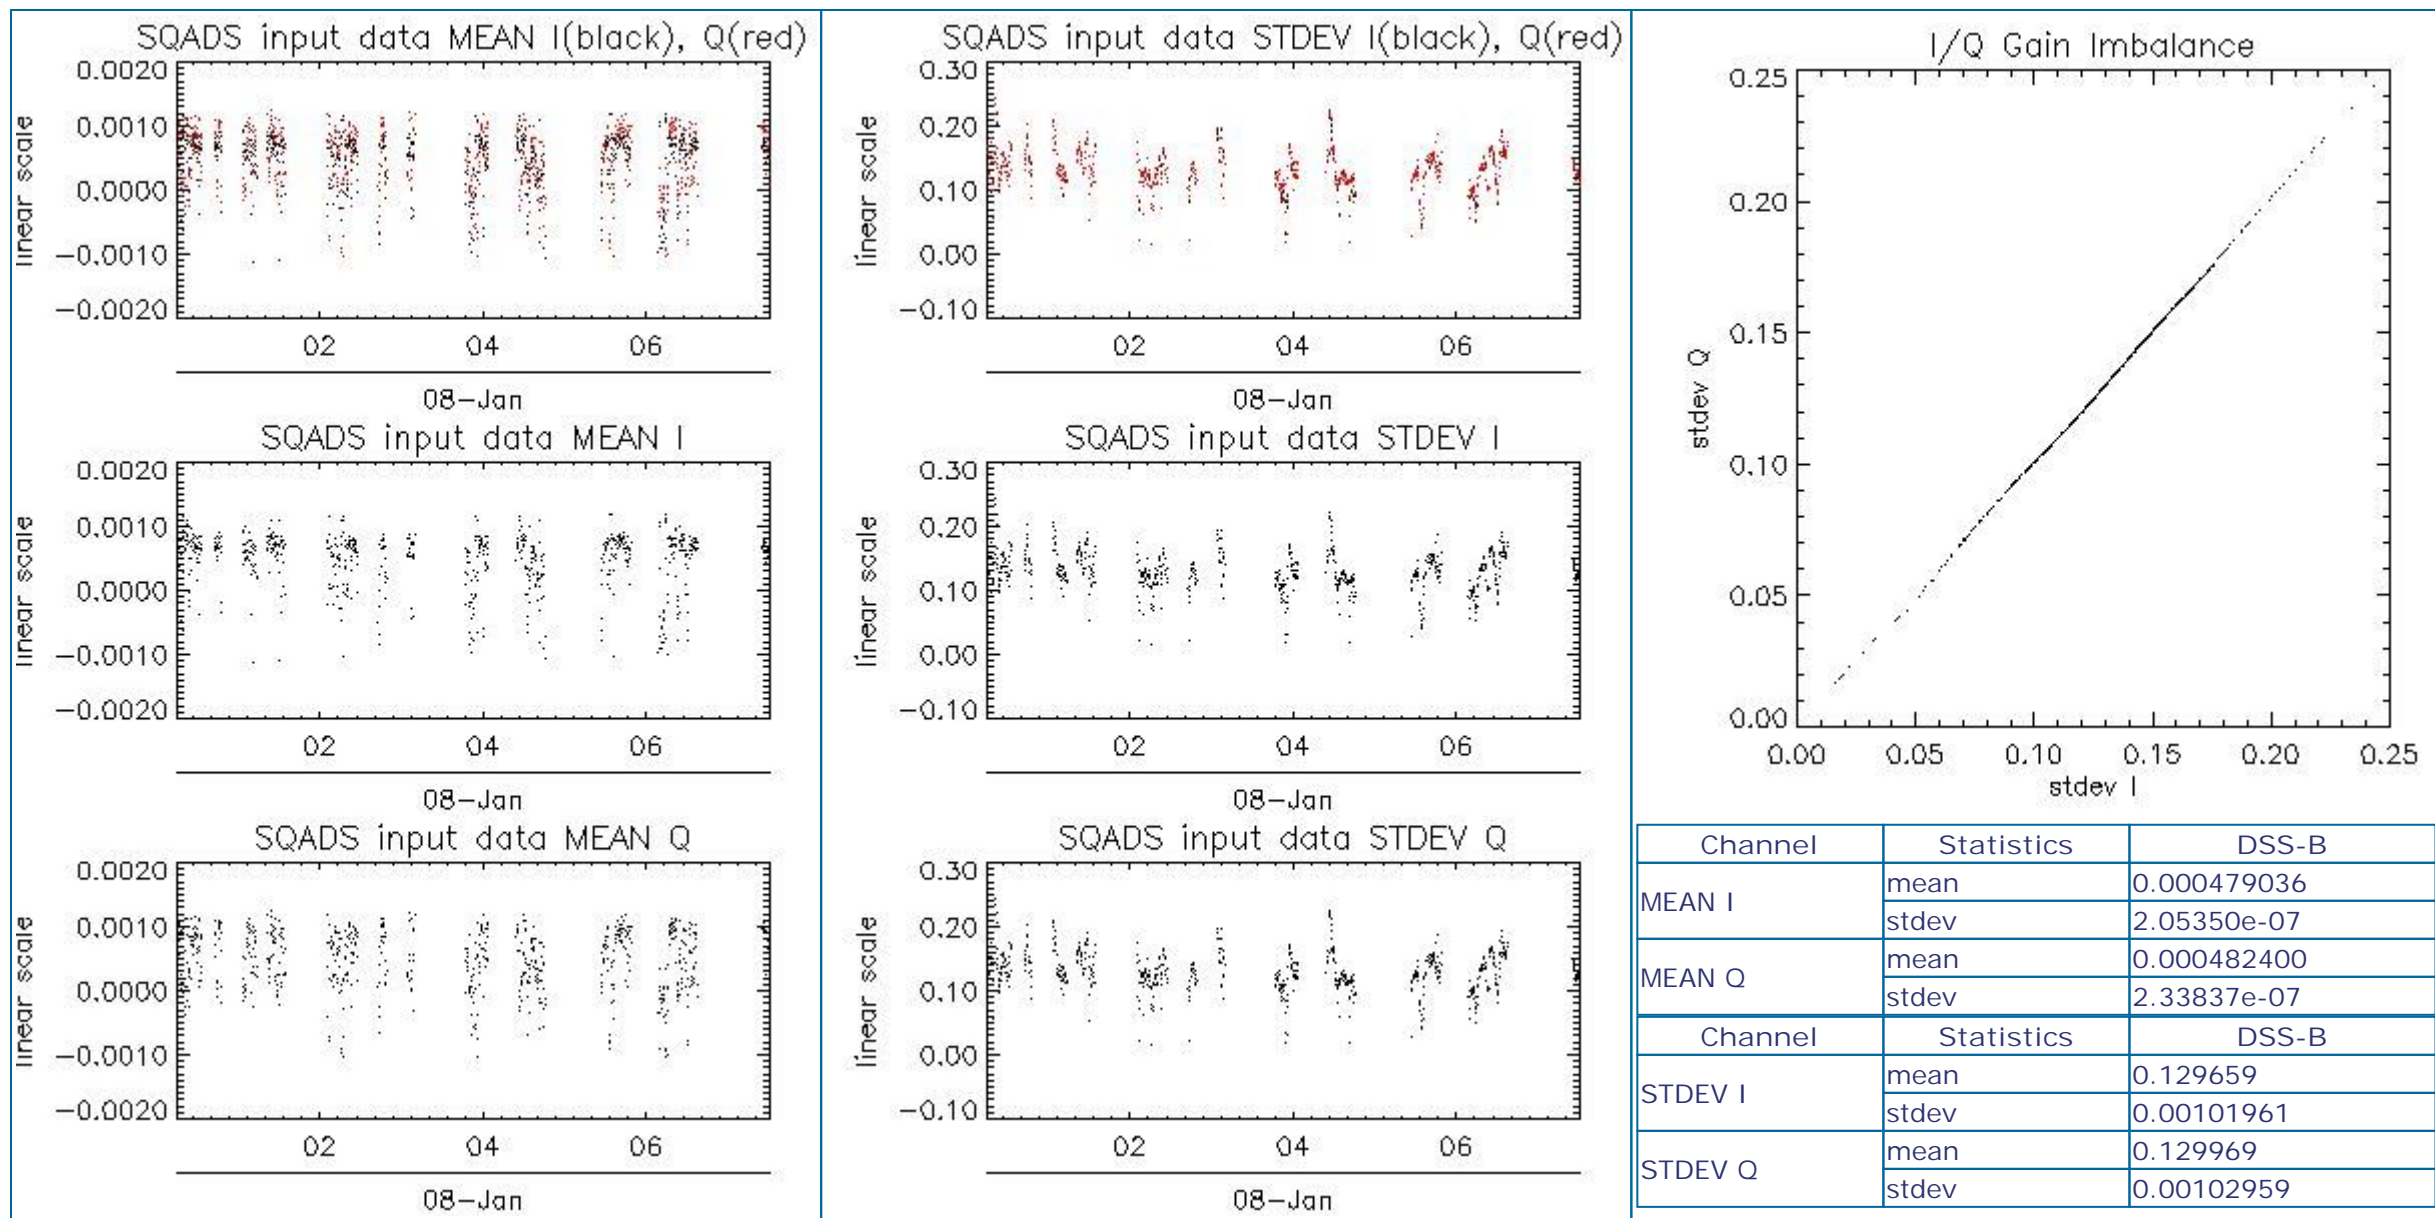 SQADS input data MEAN I(black), Q(red)
0.0020
0.0010
0.0000
−0.0010
−0.0020
linear scale
02 04 06
08−Jan
SQADS input data MEAN I
0.0020
0.0010
0.0000
−0.0010
−0.0020
linear scale
02 04 06
08−Jan
SQADS input data MEAN Q
0.0020
0.0010
0.0000
−0.0010
−0.0020
linear scale
02 04 06
08−Jan
SQADS input data STDEV I(black), Q(red)
0.30
0.20
0.10
0.00
−0.10
linear scale
02 04 06
08−Jan
SQADS input data STDEV I
0.30
0.20
0.10
0.00
−0.10
linear scale
02 04 06
08−Jan
SQADS input data STDEV Q
0.30
0.20
0.10
0.00
−0.10
linear scale
02 04 06
08−Jan
I/Q Gain Imbalance
0.25
0.20
0.15
0.10
0.05
0.00
stdev Q
0.00 0.05 0.10 0.15 0.20 0.25
stdev I
Channel Statistics DSS-B
MEAN I mean 0.000479036
stdev 2.05350e-07
MEAN Q mean 0.000482400
stdev 2.33837e-07
Channel Statistics DSS-B
STDEV I mean 0.129659
stdev 0.00101961
STDEV Q mean 0.129969
stdev 0.00102959